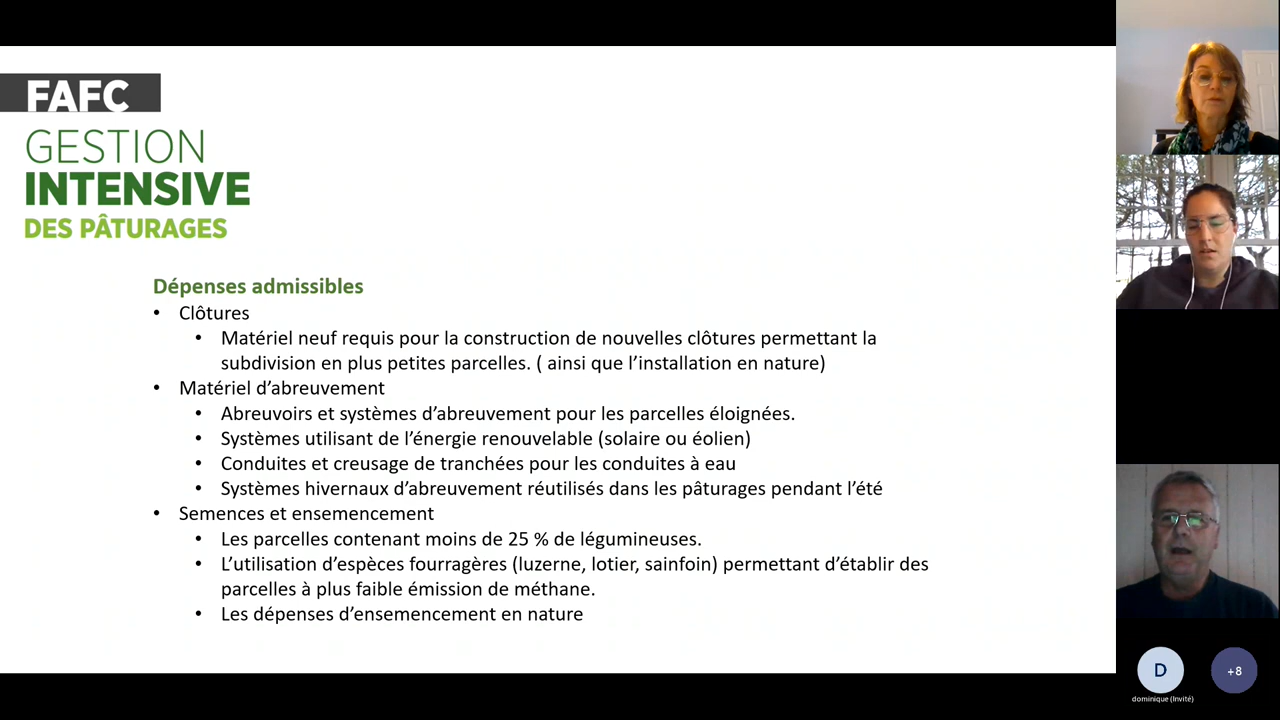 FAFC
GESTION
INTENSIVE
DES PÂTURAGES
Dépenses admissibles
• Clôtures
• Matériel neuf requis pour la construction de nouvelles clôtures permettant la
subdivision en plus petites parcelles. ( ainsi que l’installation en nature)
• Matériel d’abreuvement
• Abreuvoirs et systèmes d’abreuvement pour les parcelles éloignées.
• Systèmes utilisant de l’énergie renouvelable (solaire ou éolien)
• Conduites et creusage de tranchées pour les conduites à eau
• Systèmes hivernaux d’abreuvement réutilisés dans les pâturages pendant l’été
• Semences et ensemencement
• Les parcelles contenant moins de 25 % de légumineuses.
• L’utilisation d’espèces fourragères (luzerne, lotier, sainfoin) permettant d’établir des
parcelles à plus faible émission de méthane.
• Les dépenses d’ensemencement en nature
D
+8
dominique (Invité)